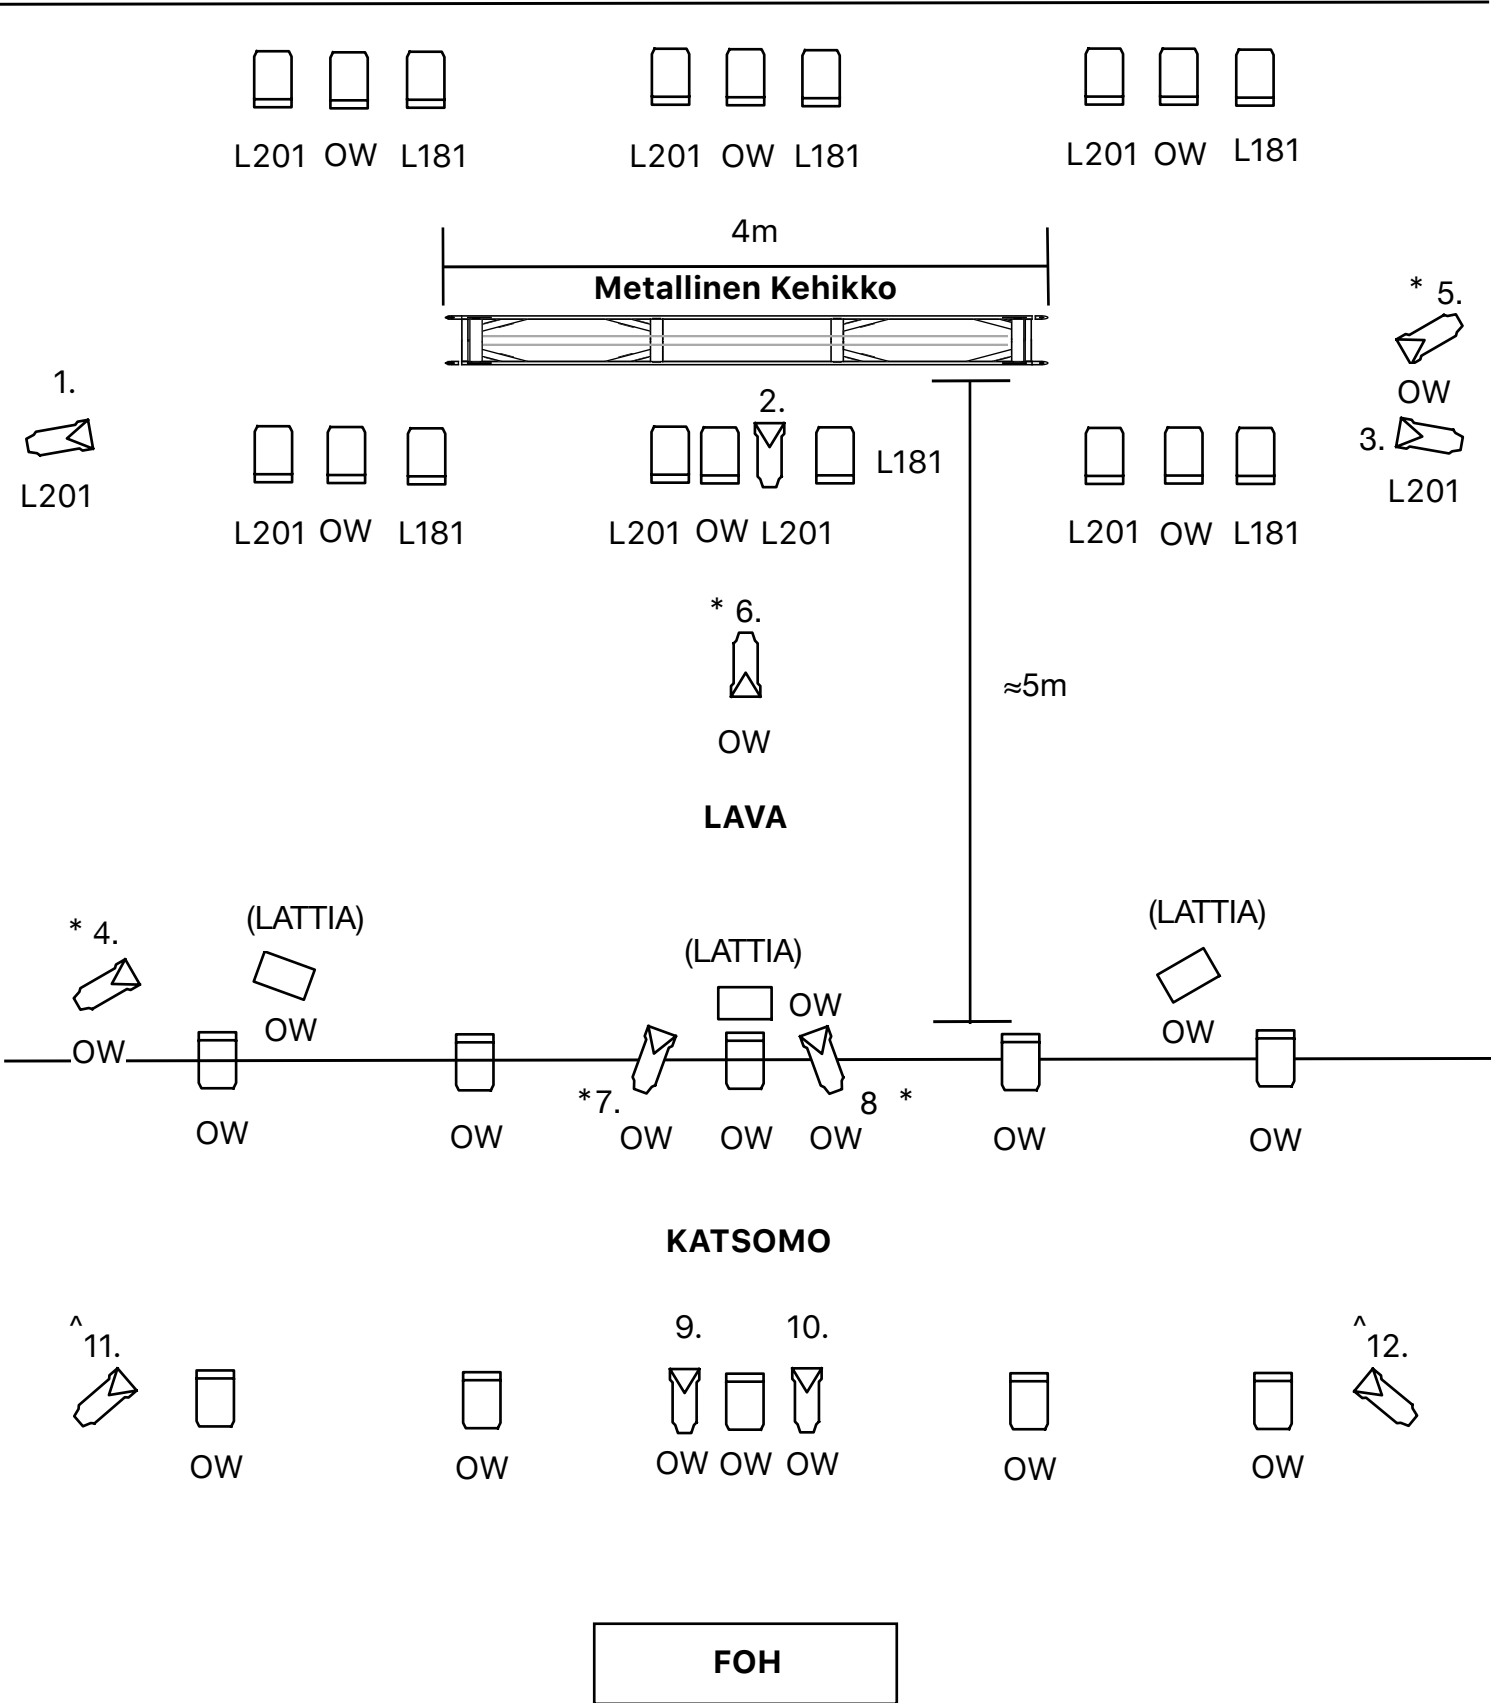 L201 OW L181 L201 OW L181 L201 OW L181
4m
Metallinen Kehikko
* 5.
OW
1.
L201
2.
L181
3.
L201
L201 OW L181 L201 OW L201 L201 OW L181
* 6.
OW
≈5m
LAVA
* 4.
OW
(LATTIA)
OW
(LATTIA)
OW
(LATTIA)
OW
*7.
8 *
OW OW OW OW OW OW OW
KATSOMO
^
11.
9. 10.
^
12.
OW OW OW OW OW OW OW
FOH